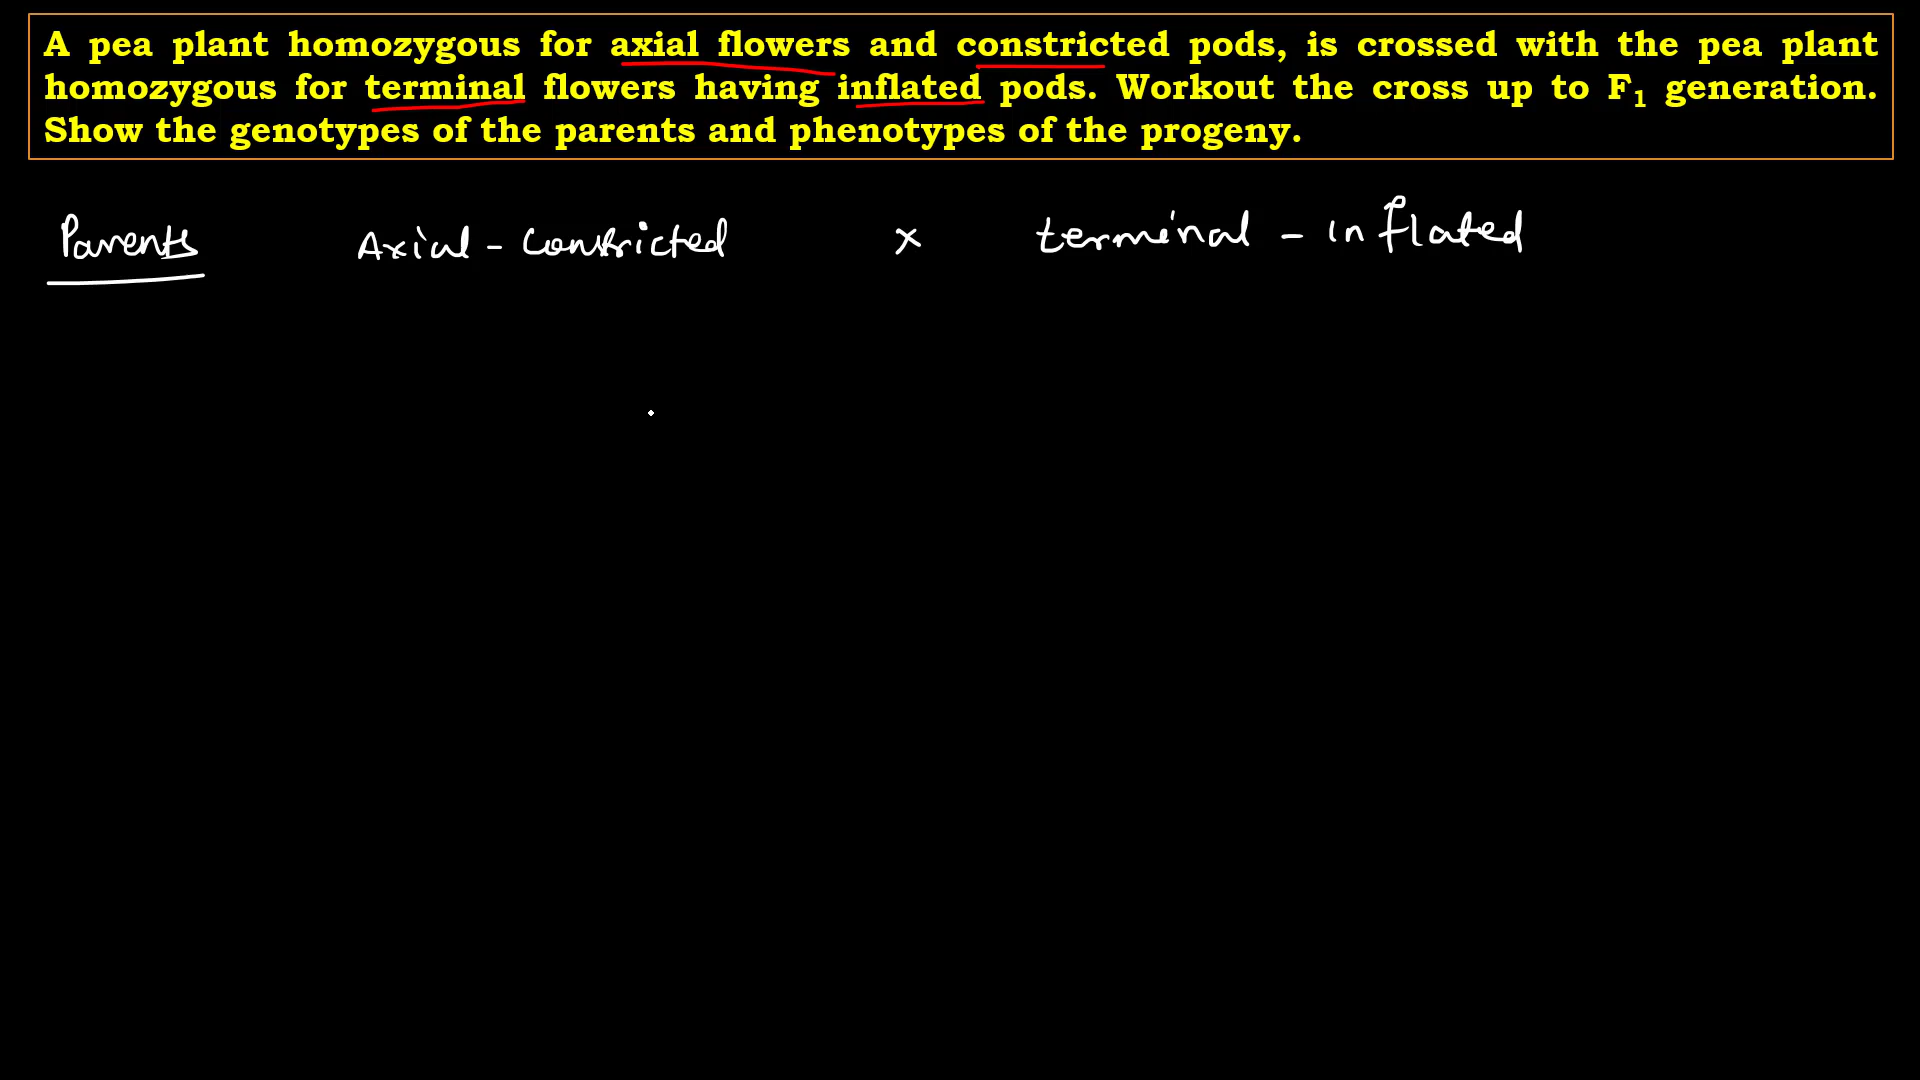 A pea plant homozygous for axial flowers and constricted pods, is crossed with the pea plant
homozygous for terminal flowers having inflated pods. Workout the cross up to F₁ generation.
Show the genotypes of the parents and phenotypes of the progeny.
Parents Axial - Constricted × terminal - inflated